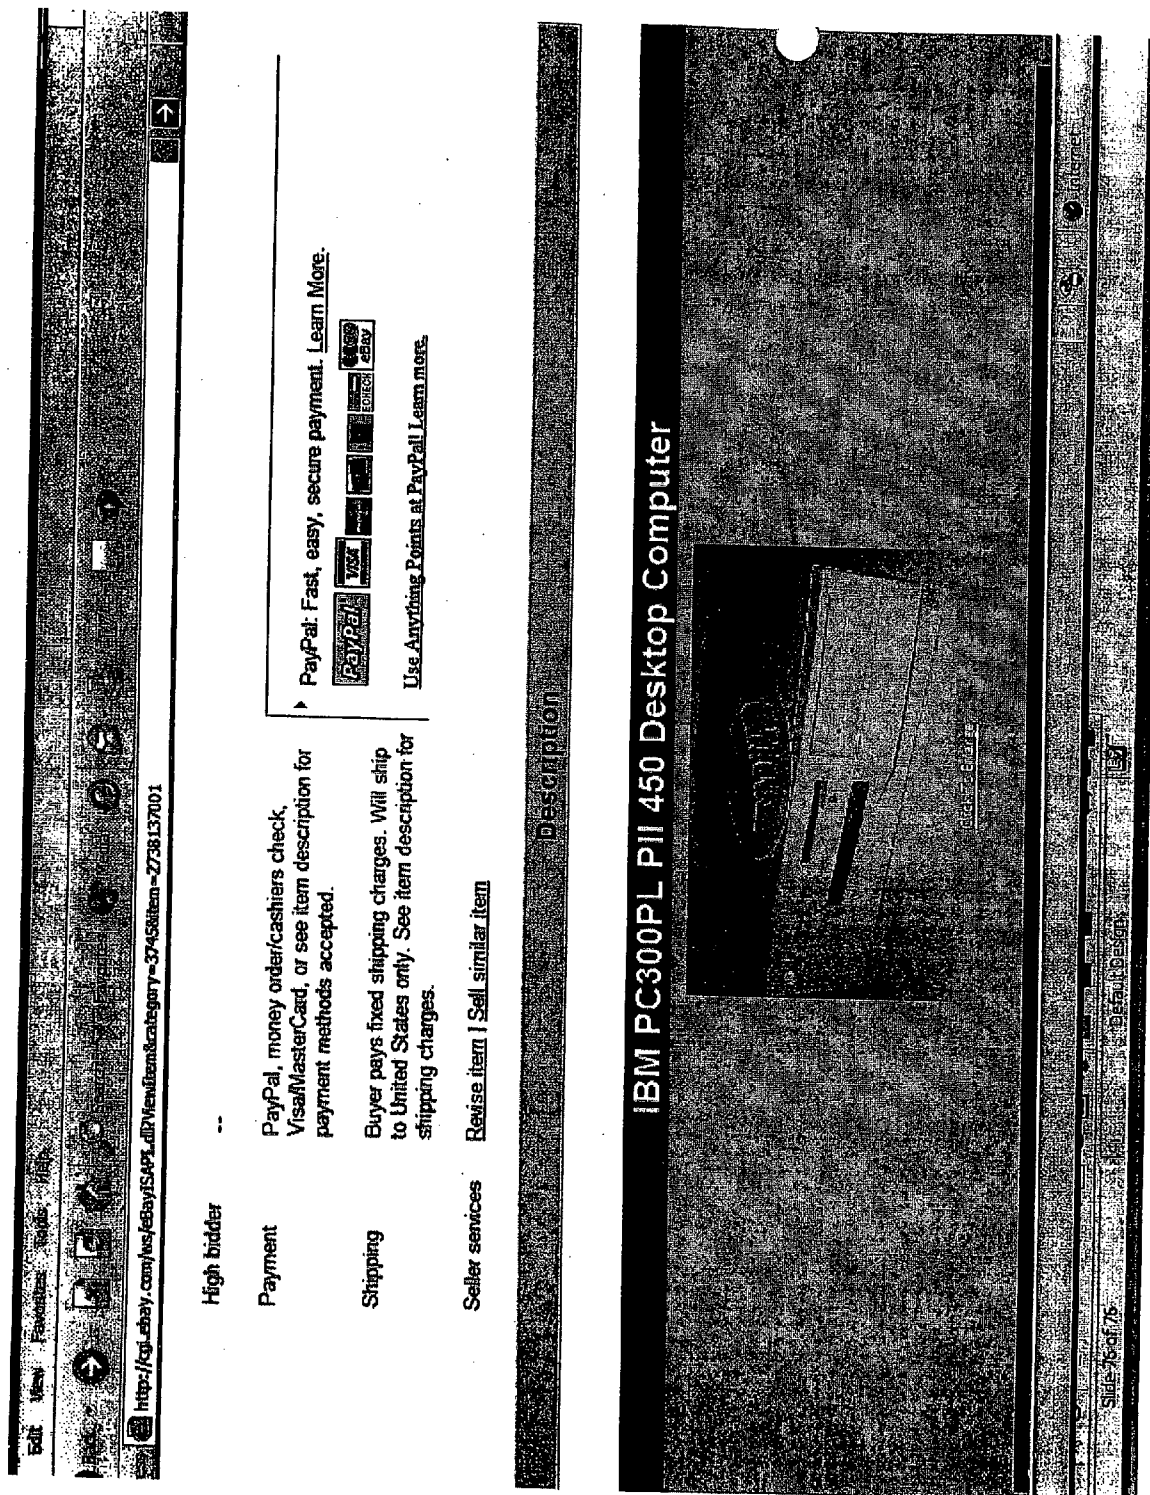 Edit View Favorites Tools Help
http://cgi.ebay.com/ws/eBayISAPI.dll?ViewItem&category=3745&item=2738137001
High bidder --
Payment PayPal, money order/cashiers check,
Visa/MasterCard, or see item description for
payment methods accepted.
PayPal: Fast, easy, secure payment. Learn More.
PayPal VISA ECHECK eBay
Use Anything Points at PayPal! Learn more.
Shipping Buyer pays fixed shipping charges. Will ship
to United States only. See item description for
shipping charges.
Seller services Revise item | Sell similar item
Description
IBM PC300PL PII 450 Desktop Computer
Internet
Slide 76 of 76 Default Design